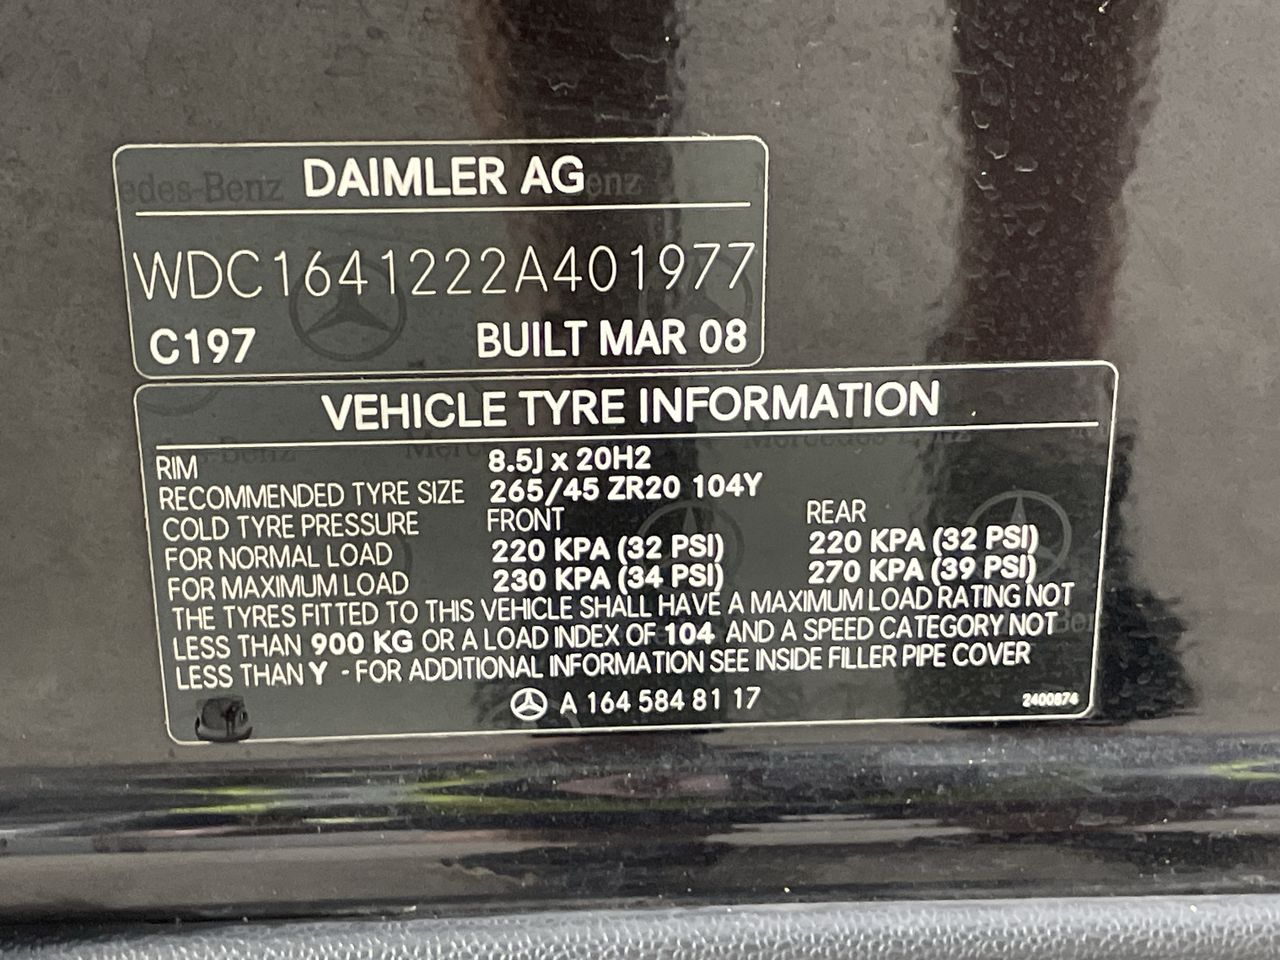 DAIMLER AG
WDC1641222A401977
C197 BUILT MAR 08
VEHICLE TYRE INFORMATION
RIM 8.5J x 20H2
RECOMMENDED TYRE SIZE 265/45 ZR20 104Y
COLD TYRE PRESSURE FRONT REAR
FOR NORMAL LOAD 220 KPA (32 PSI) 220 KPA (32 PSI)
FOR MAXIMUM LOAD 230 KPA (34 PSI) 270 KPA (39 PSI)
THE TYRES FITTED TO THIS VEHICLE SHALL HAVE A MAXIMUM LOAD RATING NOT
LESS THAN 900 KG OR A LOAD INDEX OF 104 AND A SPEED CATEGORY NOT
LESS THAN Y - FOR ADDITIONAL INFORMATION SEE INSIDE FILLER PIPE COVER
A 164 584 81 17 2400874